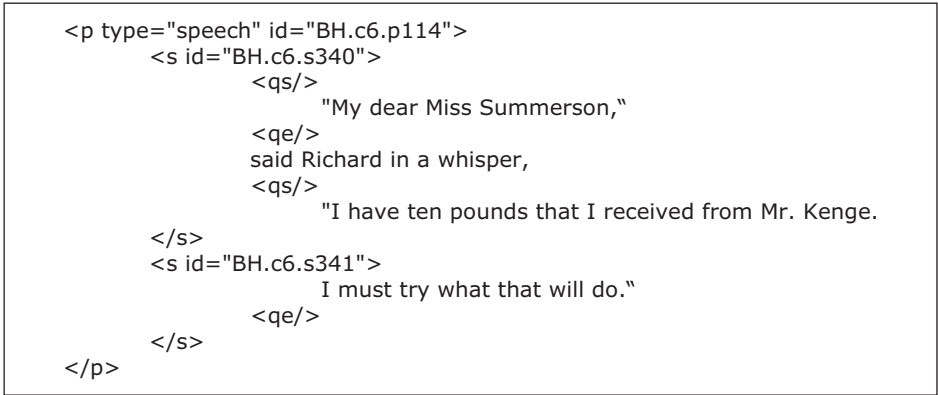 <p type="speech" id="BH.c6.p114">
<s id="BH.c6.s340">
<qs/>
"My dear Miss Summerson,“
<qe/>
said Richard in a whisper,
<qs/>
"I have ten pounds that I received from Mr. Kenge.
</s>
<s id="BH.c6.s341">
I must try what that will do.“
<qe/>
</s>
</p>